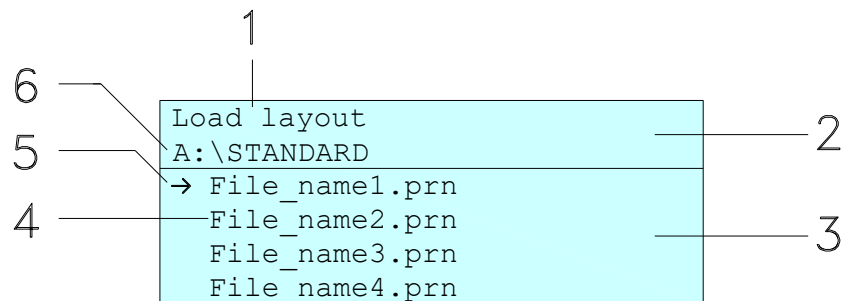 1
6
Load layout
2
5
A:\STANDARD
→ File_name1.prn
4
File_name2.prn
3
File_name3.prn
File_name4.prn